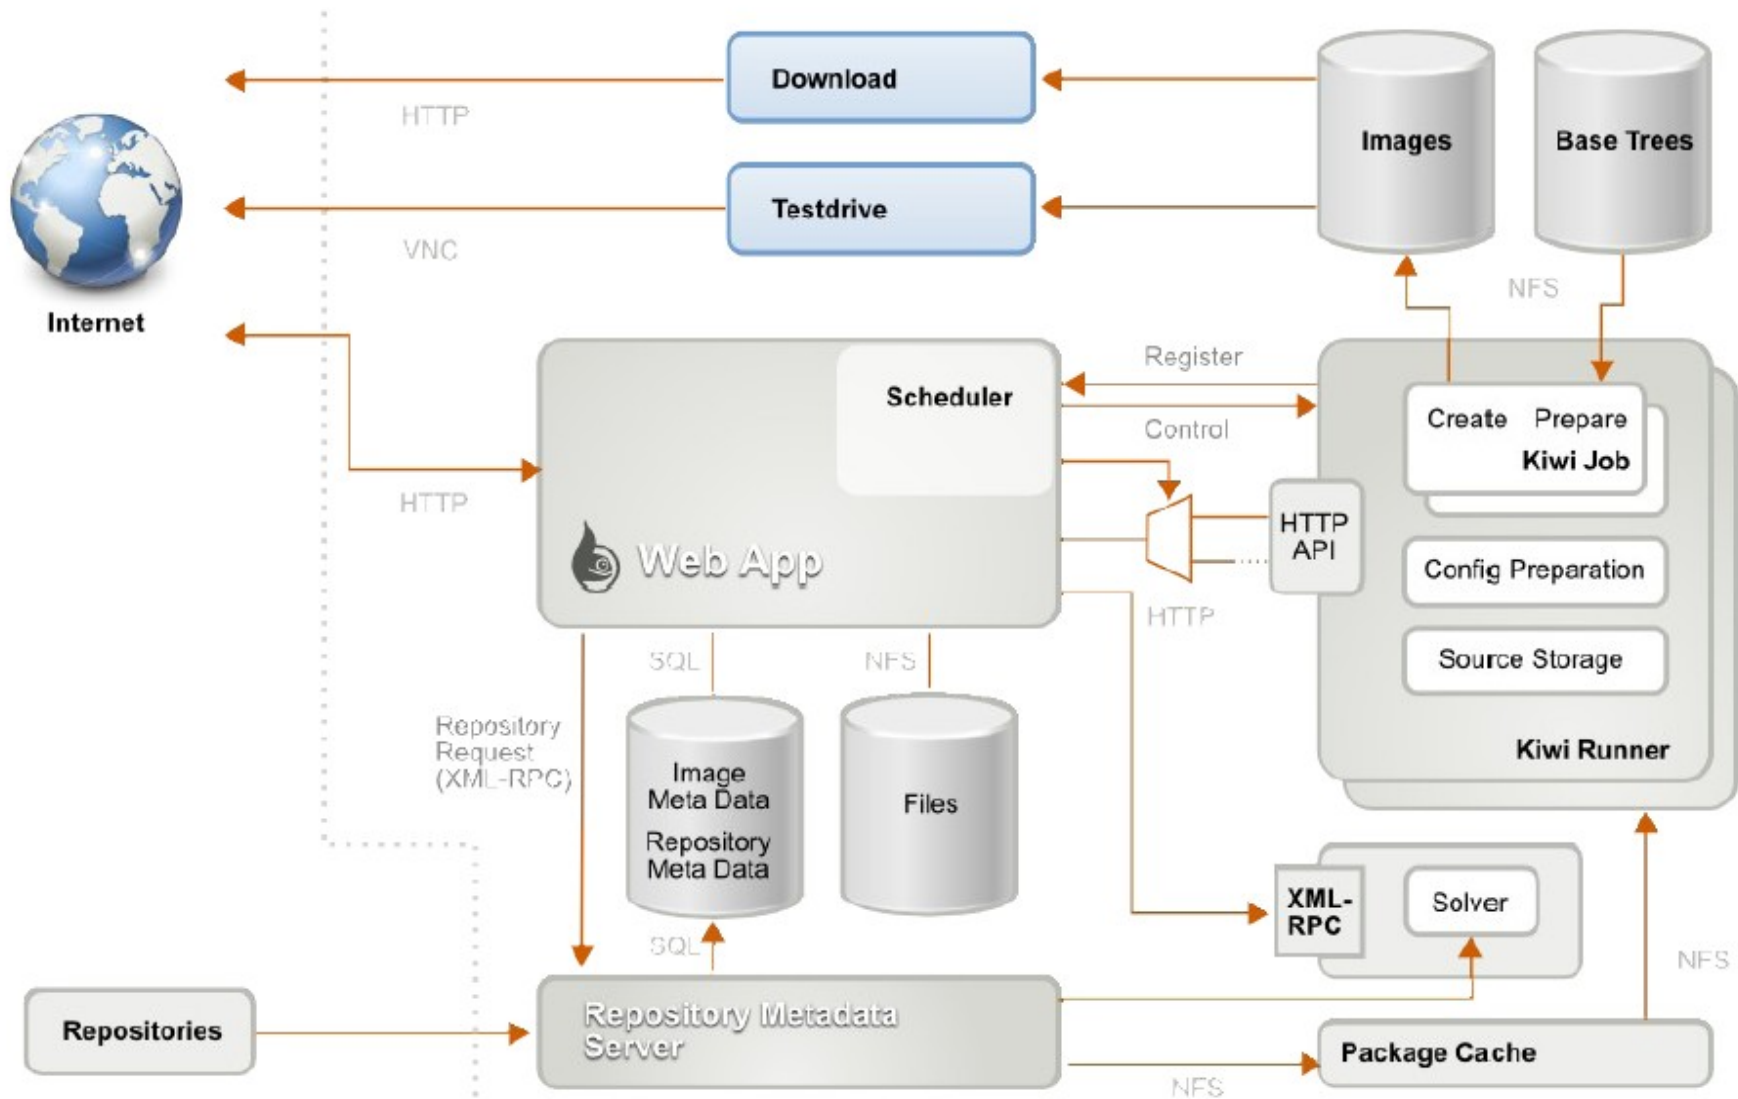 Download
HTTP
Images
Base Trees
Testdrive
VNC
NFS
Internet
Register
Scheduler
Control
Create Prepare
Kiwi Job
HTTP
HTTP
API
Web App
Config Preparation
HTTP
SQL
NFS
Source Storage
Repository
Request
(XML-RPC)
Kiwi Runner
Image
Meta Data
Repository
Meta Data
Files
XML-
RPC
Solver
SQL
NFS
Repositories
Repository Metadata
Server
Package Cache
NFS